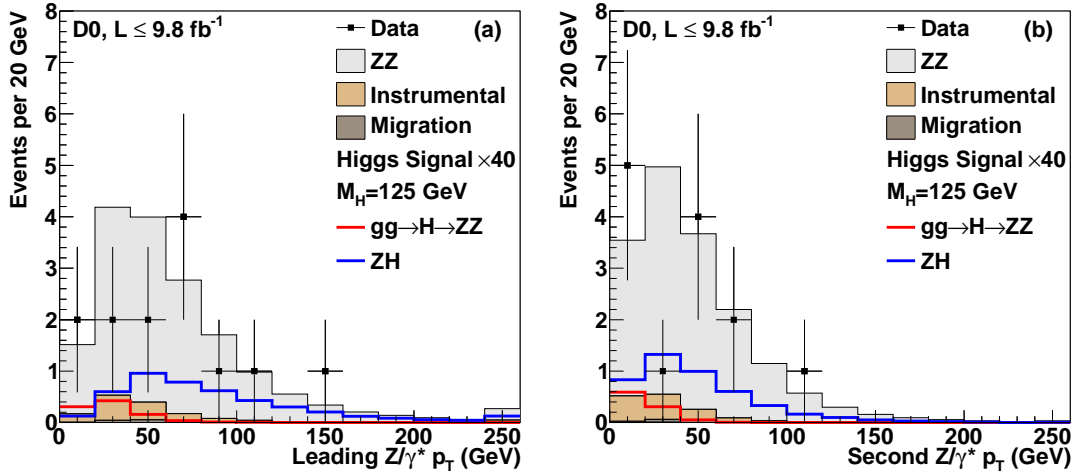 Events per 20 GeV
8
7
6
5
4
3
2
1
0
D0, L ≤ 9.8 fb⁻¹
(a)
Data
ZZ
Instrumental
Migration
Higgs Signal ×40
M_H=125 GeV
gg→H→ZZ
ZH
0 50 100 150 200 250
Leading Z/γ* p_T (GeV)
Events per 20 GeV
8
7
6
5
4
3
2
1
0
D0, L ≤ 9.8 fb⁻¹
(b)
Data
ZZ
Instrumental
Migration
Higgs Signal ×40
M_H=125 GeV
gg→H→ZZ
ZH
0 50 100 150 200 250
Second Z/γ* p_T (GeV)